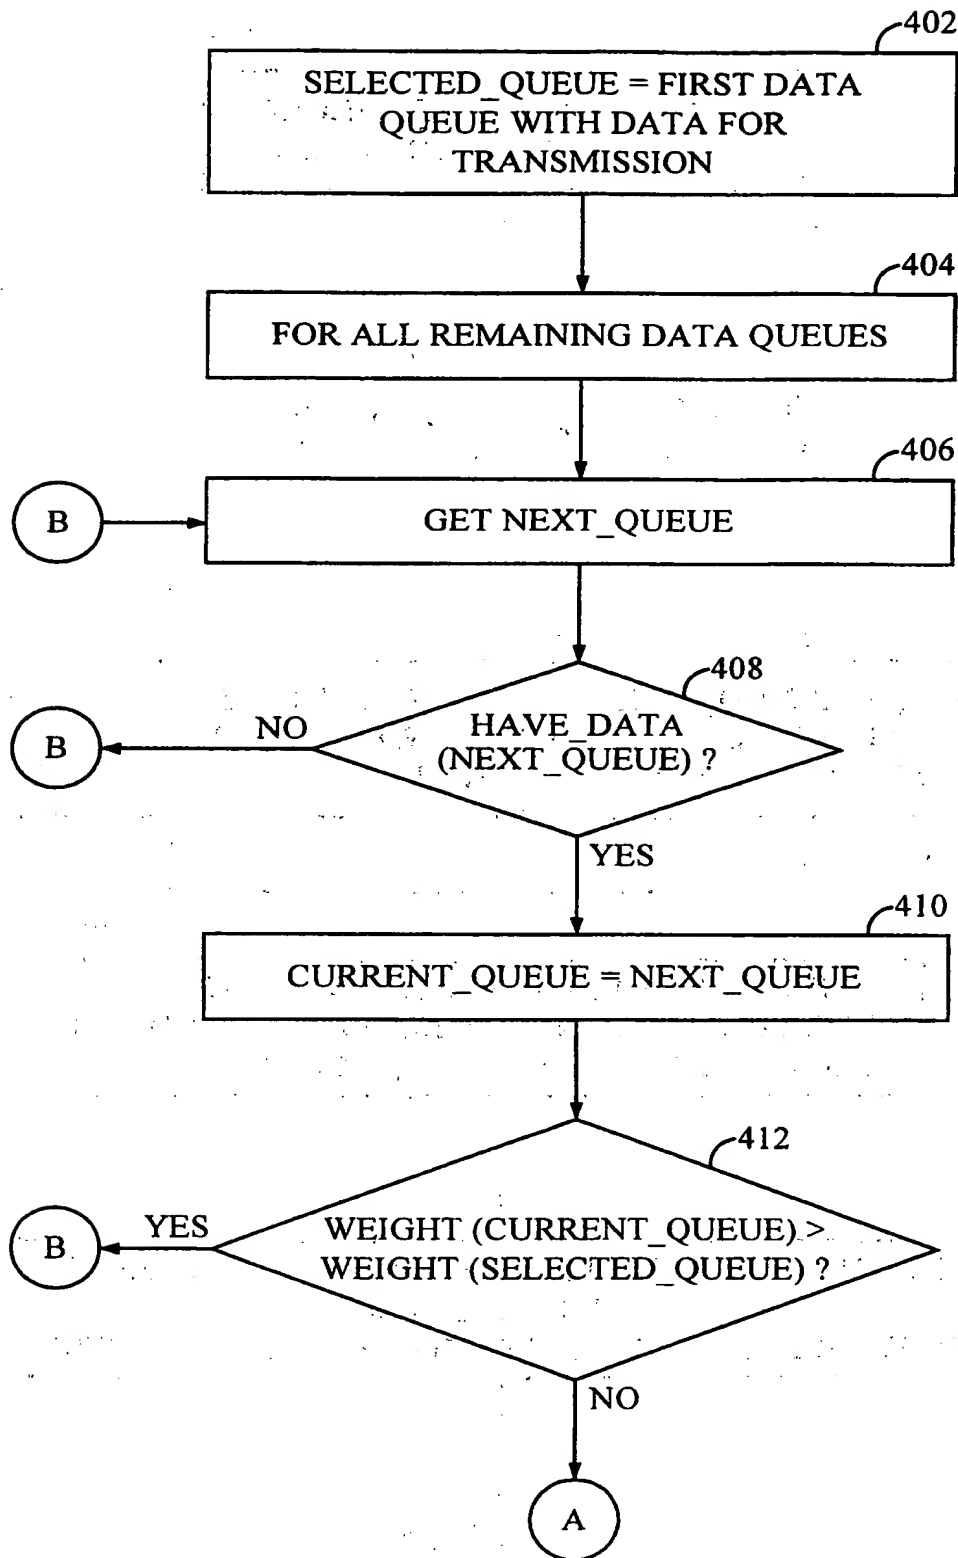 402
SELECTED_QUEUE = FIRST DATA
QUEUE WITH DATA FOR
TRANSMISSION
404
FOR ALL REMAINING DATA QUEUES
406
B
GET NEXT_QUEUE
408
B
NO
HAVE_DATA
(NEXT_QUEUE) ?
YES
410
CURRENT_QUEUE = NEXT_QUEUE
412
B
YES
WEIGHT (CURRENT_QUEUE) >
WEIGHT (SELECTED_QUEUE) ?
NO
A